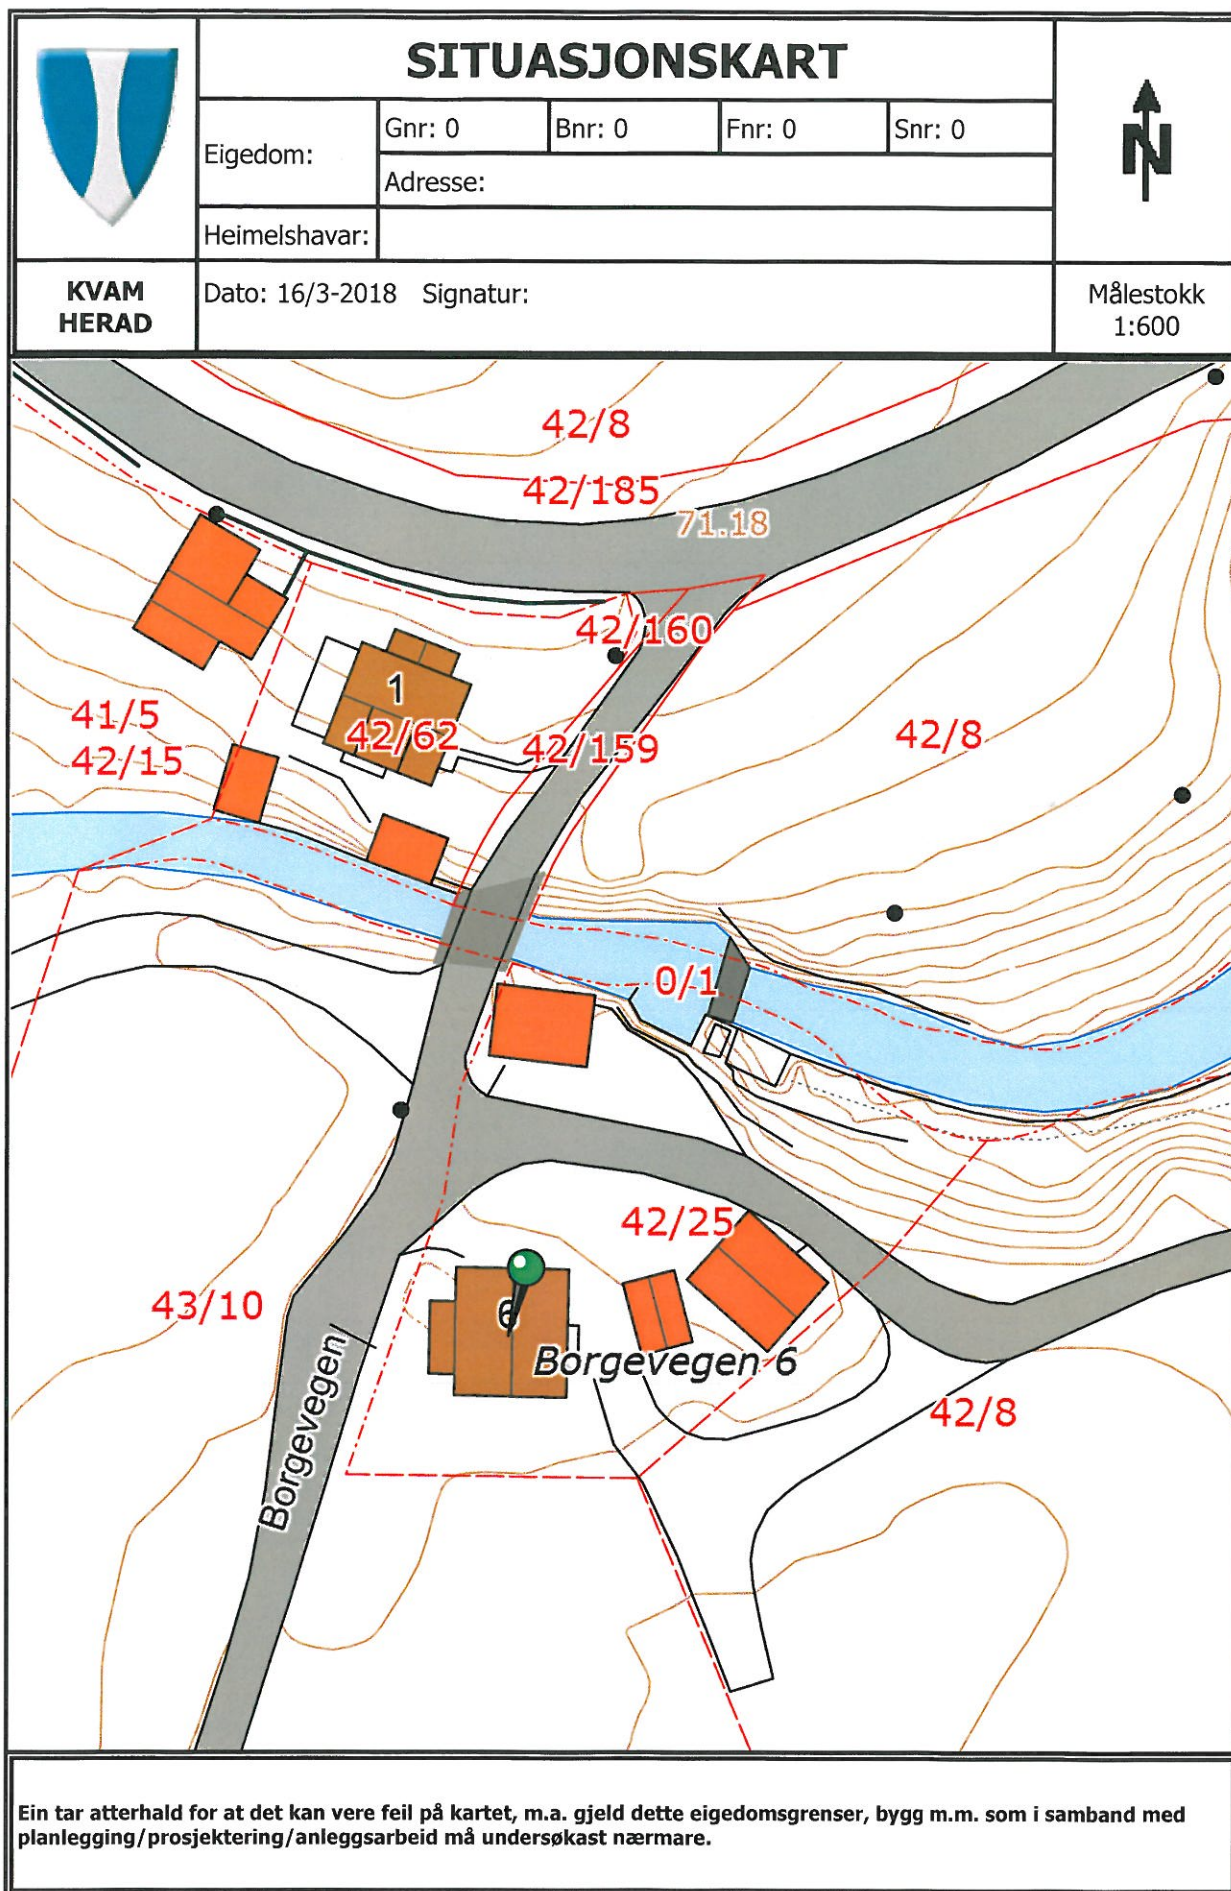 SITUASJONSKART
Eigedom:
Gnr: 0
Bnr: 0
Fnr: 0
Snr: 0
Adresse:
Heimelshavar:
N
KVAM
HERAD
Dato: 16/3-2018 Signatur:
Målestokk
1:600
42/8
42/185
71.18
42/160
1
41/5
42/15
42/62
42/159
42/8
0/1
42/25
43/10
6
Borgevegen 6
Borgevegen
42/8
Ein tar atterhald for at det kan vere feil på kartet, m.a. gjeld dette eigedomsgrenser, bygg m.m. som i samband med
planlegging/prosjektering/anleggsarbeid må undersøkast nærmare.